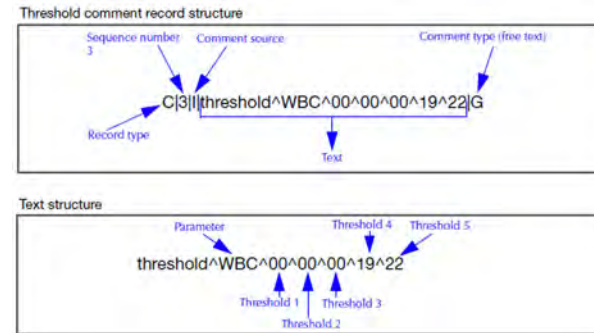 Threshold comment record structure
Sequence number
3
Comment source
Comment type (free text)
C|3|I|threshold^WBC^00^00^00^19^22|G
Record type
Text
Text structure
Parameter
Threshold 4
Threshold 5
threshold^WBC^00^00^00^19^22
Threshold 1
Threshold 3
Threshold 2